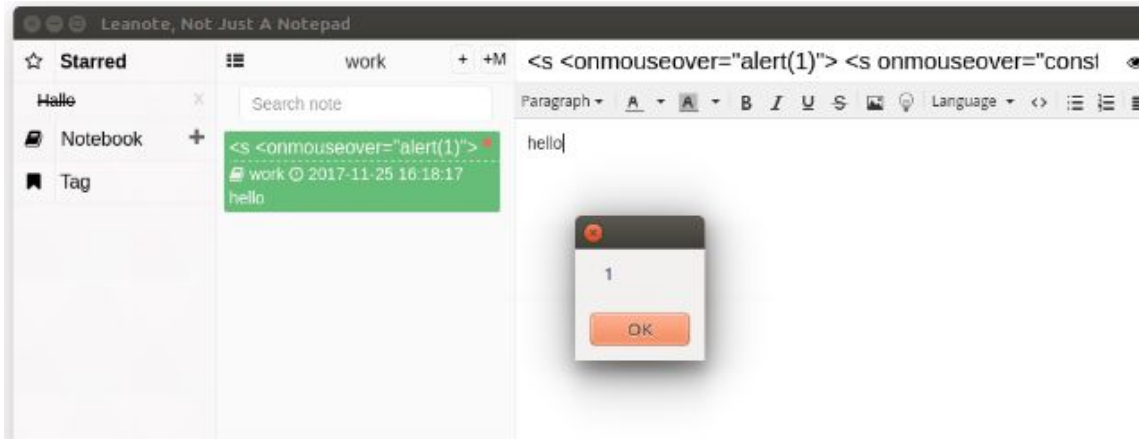 Leanote, Not Just A Notepad
Starred
Hallo
x
Notebook
+
Tag
work
+ +M
Search note
<s <onmouseover="alert(1)">
work 2017-11-25 16:18:17
hello
<s <onmouseover="alert(1)"> <s onmouseover="const
Paragraph A A B I U S Language <>
hello
1
OK